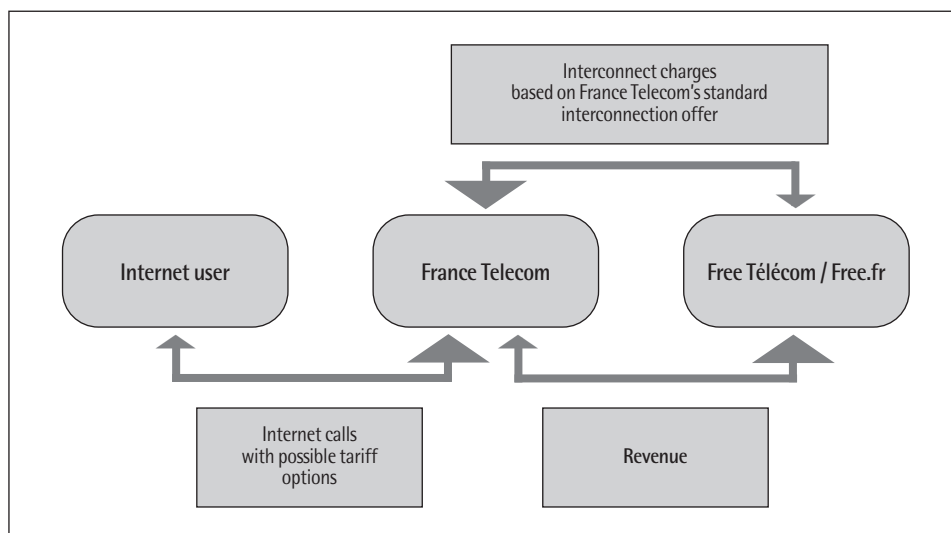 Interconnect charges
based on France Telecom's standard
interconnection offer
Internet user
France Telecom
Free Télécom / Free.fr
Internet calls
with possible tariff
options
Revenue